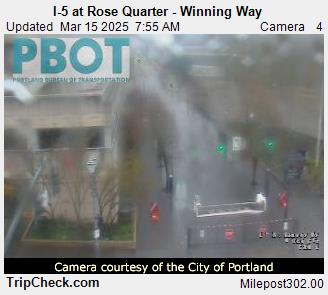 I-5 at Rose Quarter - Winning Way
Updated Mar 15 2025 7:55 AM Camera 4
PBOT
PORTLAND BUREAU OF TRANSPORTATION
Camera courtesy of the City of Portland
TripCheck.com Milepost302.00